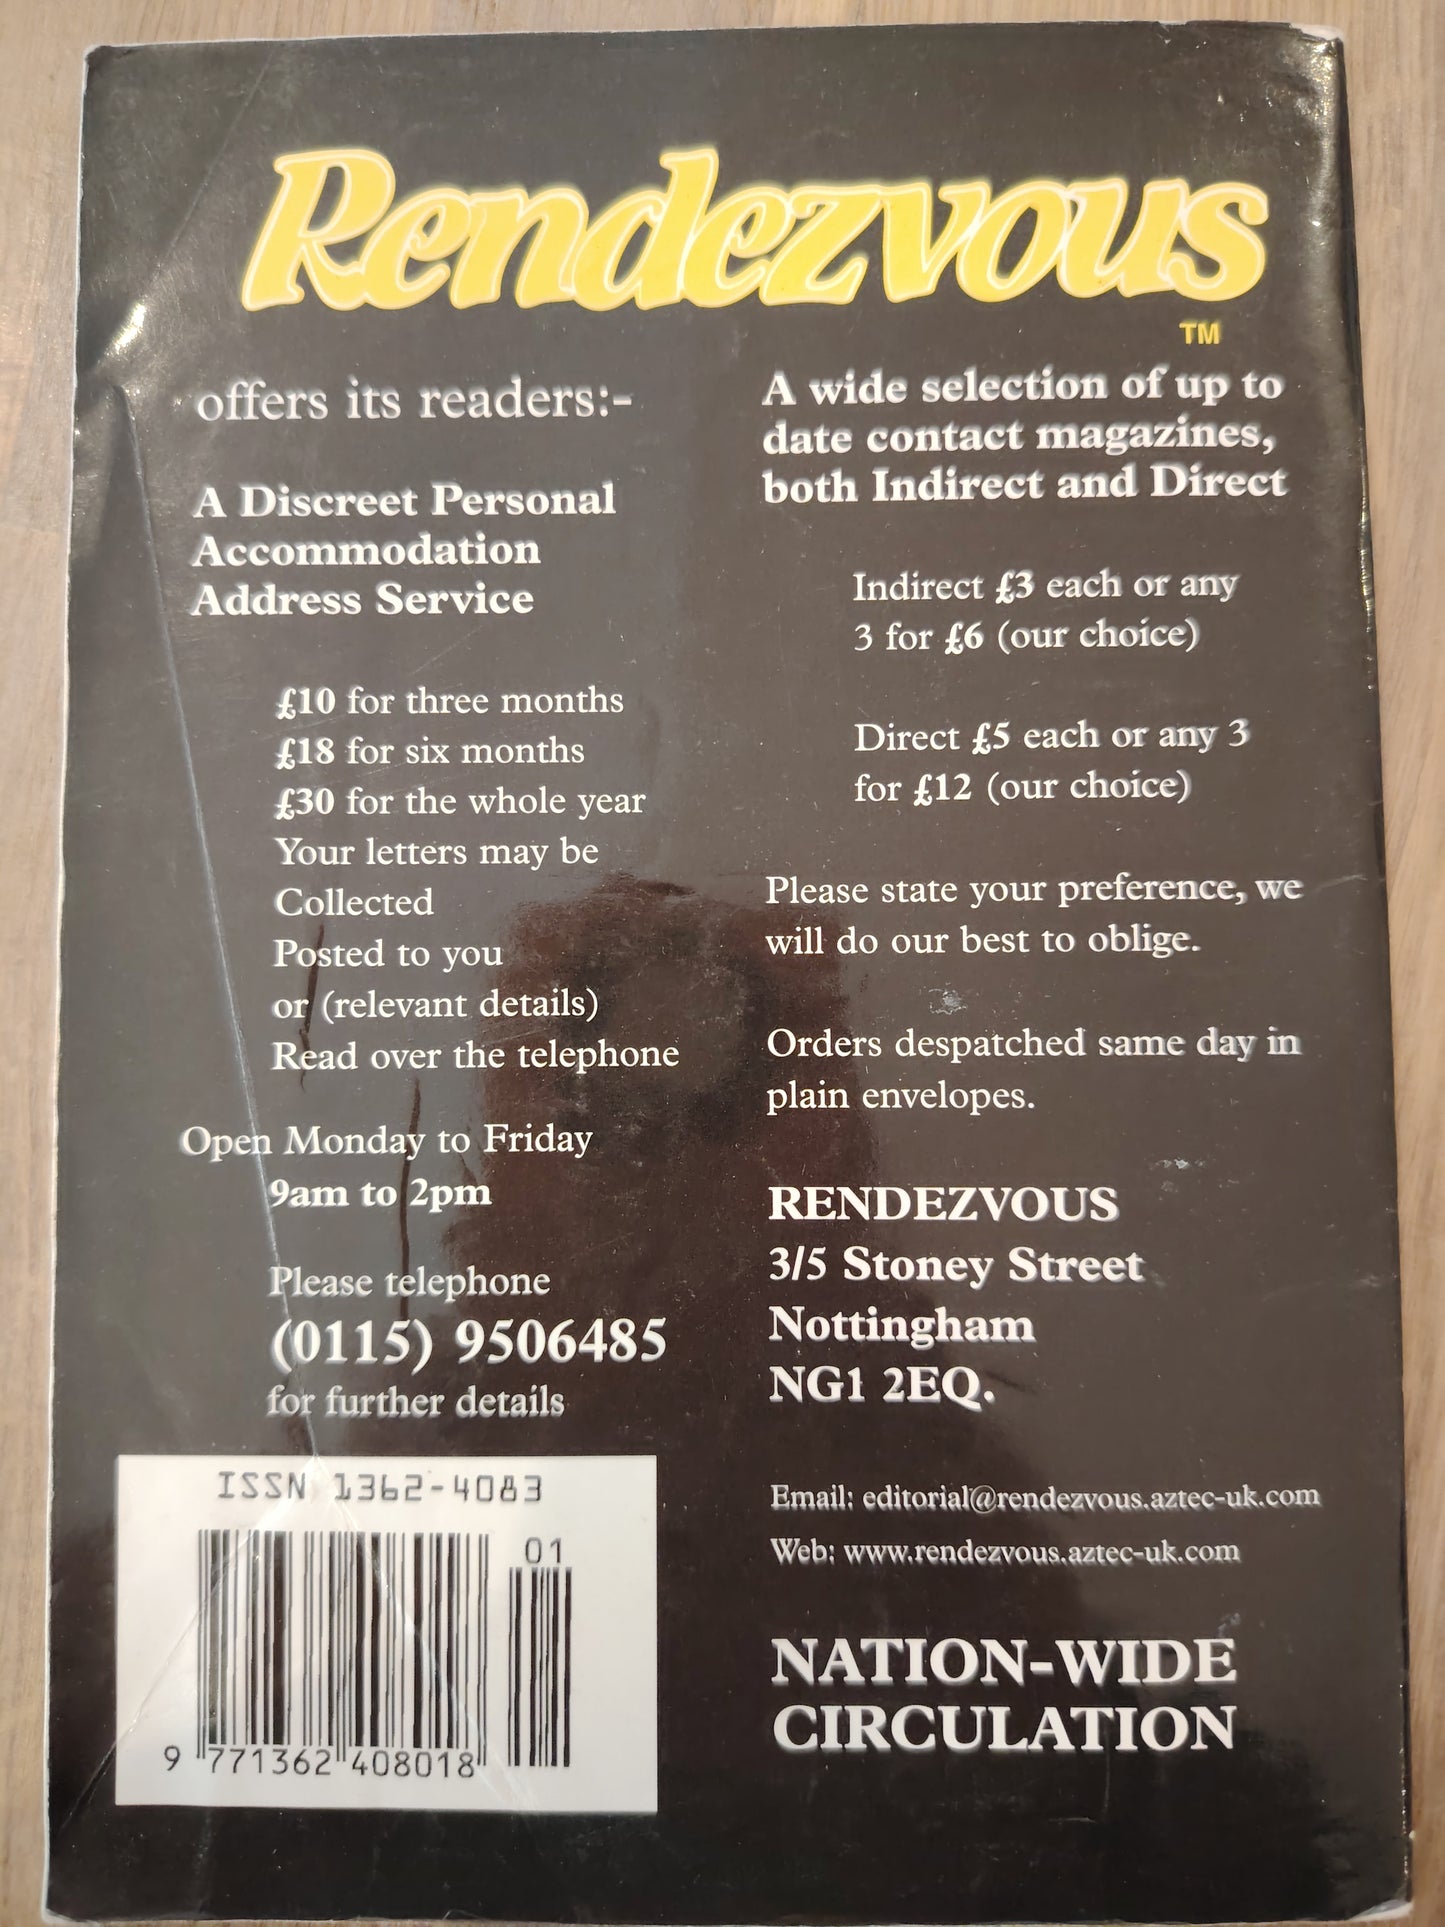 Rendezvous
TM
offers its readers:-
A Discreet Personal
Accommodation
Address Service
£10 for three months
£18 for six months
£30 for the whole year
Your letters may be
Collected
Posted to you
or (relevant details)
Read over the telephone
Open Monday to Friday
9am to 2pm
Please telephone
(0115) 9506485
for further details
ISSN 1362-4083
01
9 771362 408018
A wide selection of up to
date contact magazines,
both Indirect and Direct
Indirect £3 each or any
3 for £6 (our choice)
Direct £5 each or any 3
for £12 (our choice)
Please state your preference, we
will do our best to oblige.
Orders despatched same day in
plain envelopes.
RENDEZVOUS
3/5 Stoney Street
Nottingham
NG1 2EQ.
Email: editorial@rendezvous.aztec-uk.com
Web: www.rendezvous.aztec-uk.com
NATION-WIDE
CIRCULATION